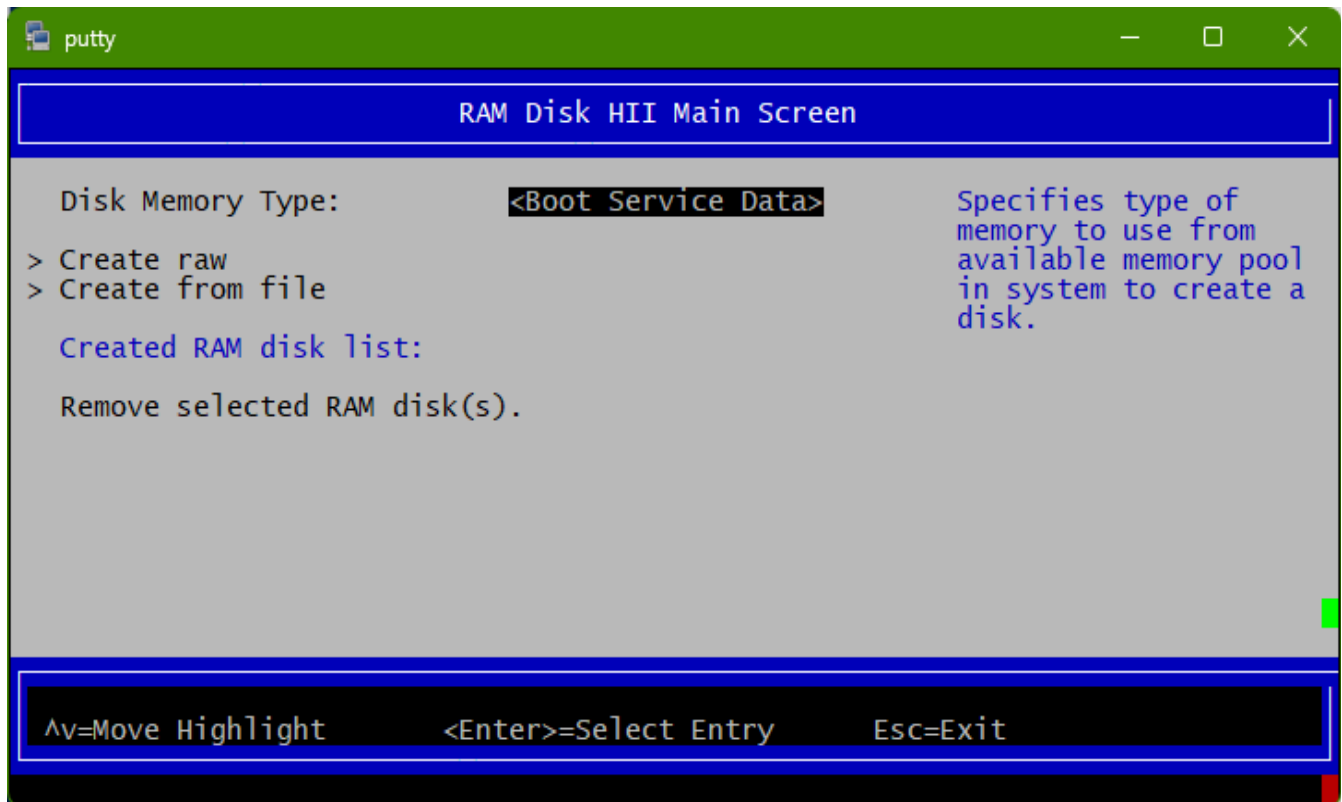 putty
RAM Disk HII Main Screen
Disk Memory Type: <Boot Service Data>
> Create raw
> Create from file
Created RAM disk list:
Remove selected RAM disk(s).
Specifies type of
memory to use from
available memory pool
in system to create a
disk.
^v=Move Highlight <Enter>=Select Entry Esc=Exit